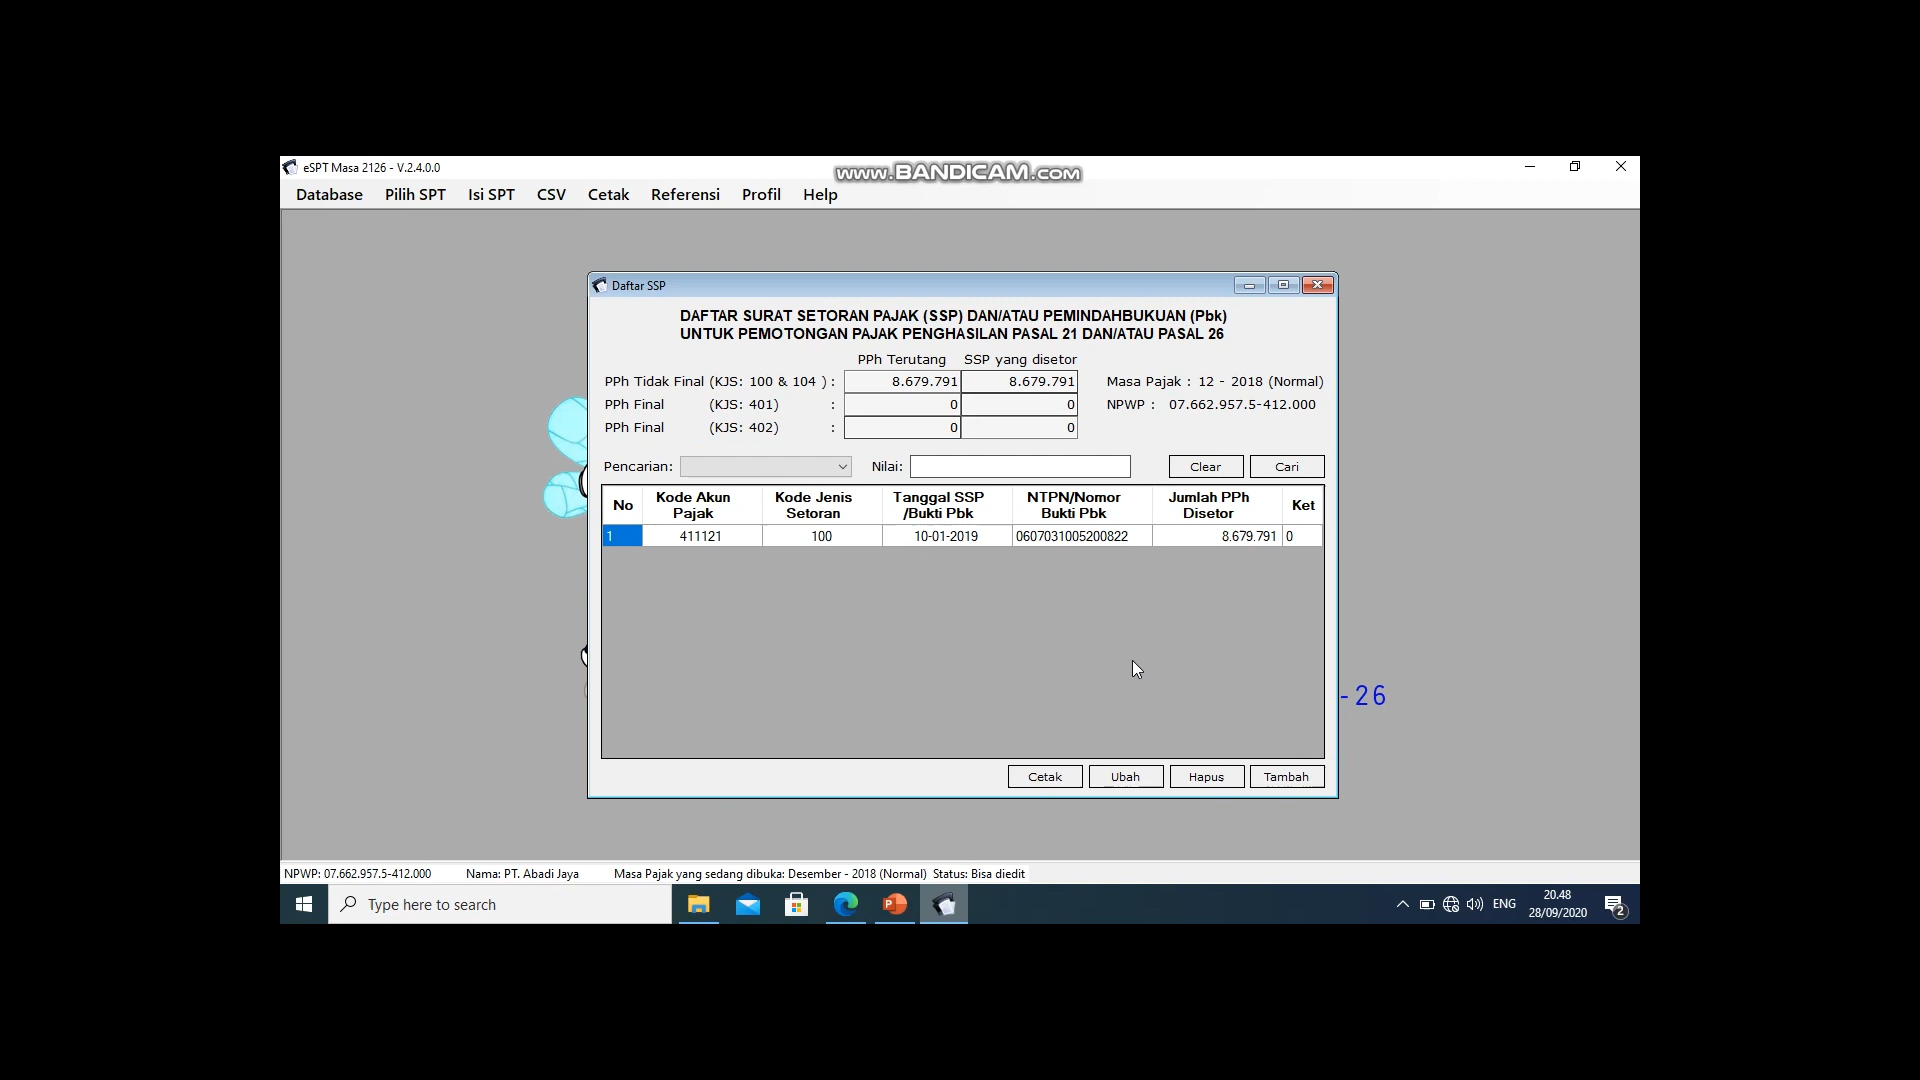 eSPT Masa 2126 - V.2.4.0.0
www.BANDICAM.com
Database Pilih SPT Isi SPT CSV Cetak Referensi Profil Help
Daftar SSP
DAFTAR SURAT SETORAN PAJAK (SSP) DAN/ATAU PEMINDAHBUKUAN (Pbk)
UNTUK PEMOTONGAN PAJAK PENGHASILAN PASAL 21 DAN/ATAU PASAL 26
PPh Terutang SSP yang disetor
PPh Tidak Final (KJS: 100 & 104 ) : 8.679.791 8.679.791 Masa Pajak : 12 - 2018 (Normal)
PPh Final (KJS: 401) : 0 0 NPWP : 07.662.957.5-412.000
PPh Final (KJS: 402) : 0 0
Pencarian: Nilai: Clear Cari
No Kode Akun Pajak Kode Jenis Setoran Tanggal SSP /Bukti Pbk NTPN/Nomor Bukti Pbk Jumlah PPh Disetor Ket
1 411121 100 10-01-2019 0607031005200822 8.679.791 0
-26
Cetak Ubah Hapus Tambah
NPWP: 07.662.957.5-412.000 Nama: PT. Abadi Jaya Masa Pajak yang sedang dibuka: Desember - 2018 (Normal) Status: Bisa diedit
Type here to search
ENG
20.48
28/09/2020
2